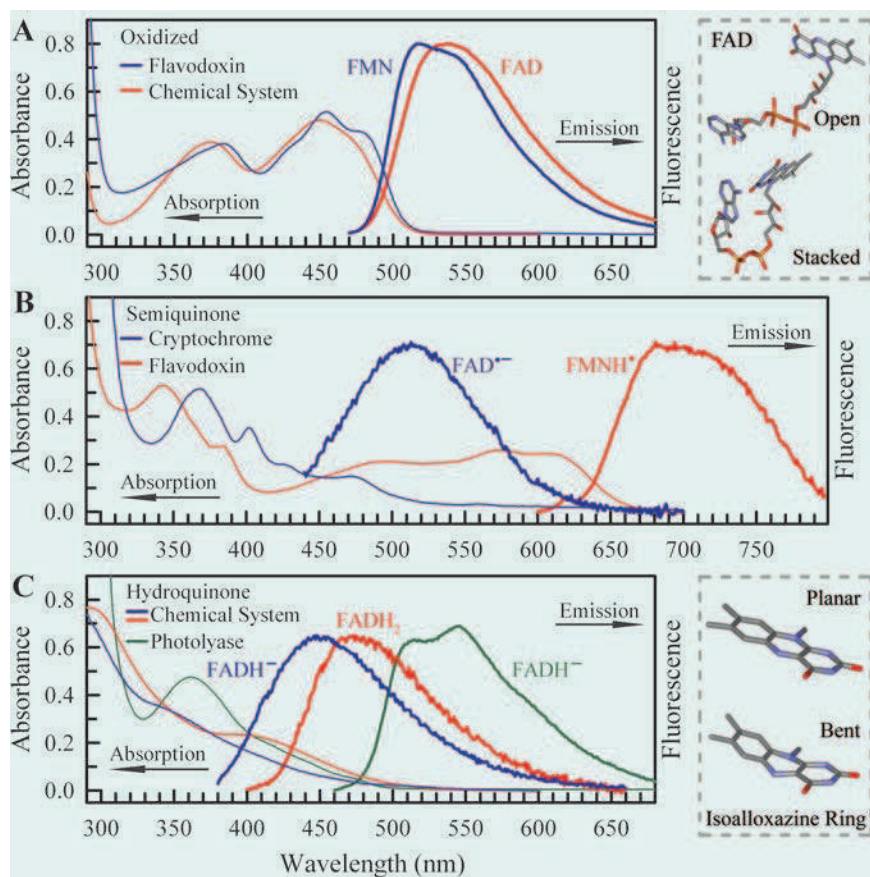 A
Oxidized
Flavodoxin
Chemical System
FMN
FAD
Emission
Absorption
Absorbance
Fluorescence
0.8
0.6
0.4
0.2
0.0
300 350 400 450 500 550 600 650
FAD
Open
Stacked
B
Semiquinone
Cryptochrome
Flavodoxin
FAD•−
FMNH•
Emission
Absorption
Absorbance
Fluorescence
0.8
0.6
0.4
0.2
0.0
300 350 400 450 500 550 600 650 700 750
C
Hydroquinone
Chemical System
Photolyase
FADH−
FADH2
FADH−
Emission
Absorption
Absorbance
Fluorescence
0.8
0.6
0.4
0.2
0.0
300 350 400 450 500 550 600 650
Wavelength (nm)
Planar
Bent
Isoalloxazine Ring